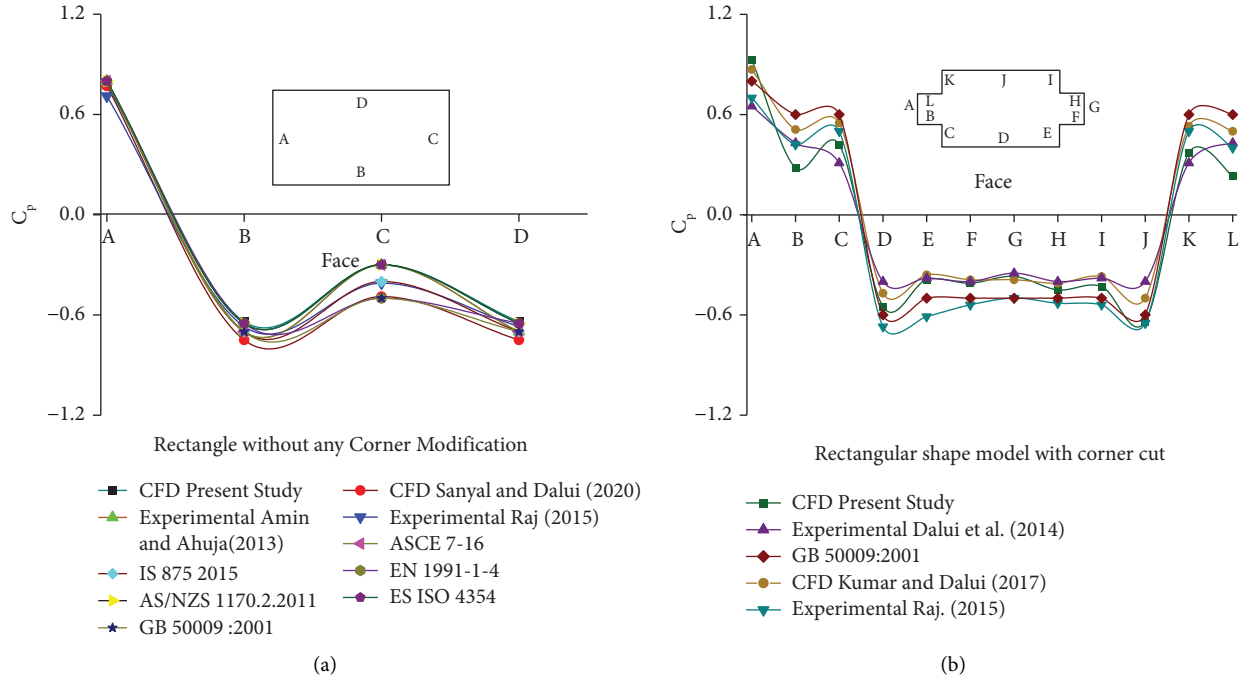 1.2
0.6
0.0
−0.6
−1.2
Cp
D
A
C
B
A
B
C
D
Face
Rectangle without any Corner Modification
CFD Present Study
Experimental Amin
and Ahuja(2013)
IS 875 2015
AS/NZS 1170.2.2011
GB 50009 :2001
CFD Sanyal and Dalui (2020)
Experimental Raj (2015)
ASCE 7-16
EN 1991-1-4
ES ISO 4354
(a)
1.2
0.6
0.0
−0.6
−1.2
Cp
K J I
A L H G
B F
C D E
Face
A B C D E F G H I J K L
Rectangular shape model with corner cut
CFD Present Study
Experimental Dalui et al. (2014)
GB 50009:2001
CFD Kumar and Dalui (2017)
Experimental Raj. (2015)
(b)